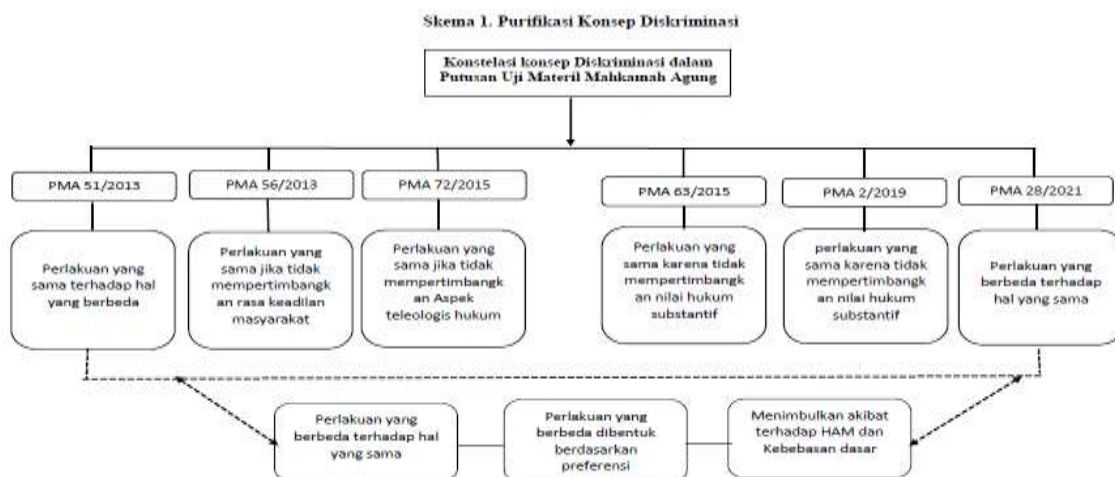 Skema 1. Purifikasi Konsep Diskriminasi
Konstelasi konsep Diskriminasi dalam
Putusan Uji Materil Mahkamah Agung
PMA 51/2013
PMA 56/2013
PMA 72/2015
PMA 63/2015
PMA 2/2019
PMA 28/2021
Perlakuan yang
sama terhadap hal
yang berbeda
Perlakuan yang
sama jika tidak
mempertimbangk
an rasa keadilan
masyarakat
Perlakuan yang
sama jika tidak
mempertimbangk
an Aspek
teleologis hukum
Perlakuan yang
sama karena tidak
mempertimbangk
an nilai hukum
substantif
perlakuan yang
sama karena tidak
mempertimbangk
an nilai hukum
substantif
Perlakuan yang
berbeda terhadap
hal yang sama
Perlakuan yang
berbeda terhadap hal
yang sama
Perlakuan yang
berbeda dibentuk
berdasarkan
preferensi
Menimbulkan akibat
terhadap HAM dan
Kebebasan dasar